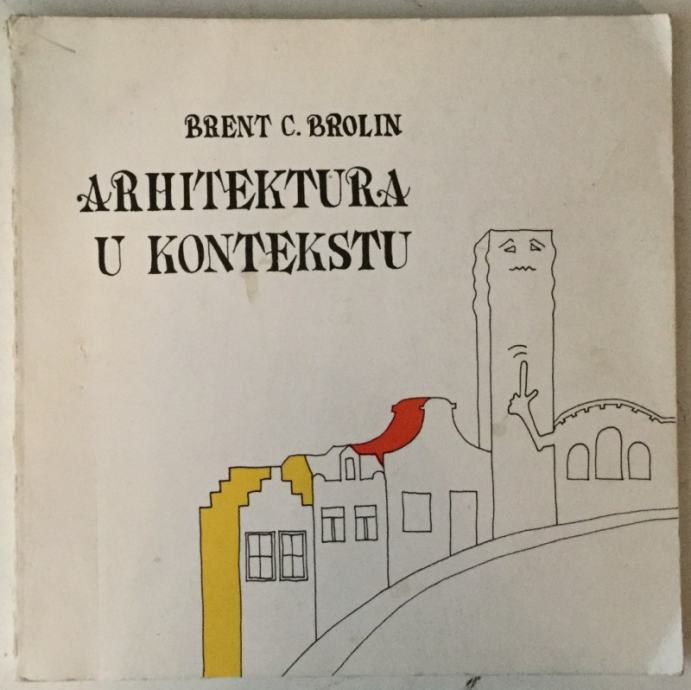 BRENT C. BROLIN
ARHITEKTURA
U KONTEKSTU